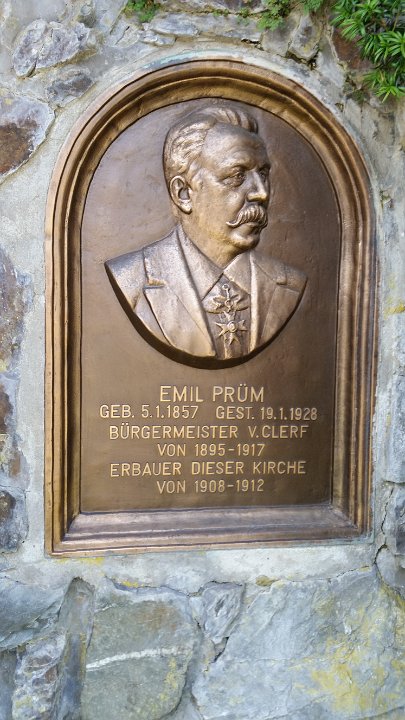 EMIL PRÜM
GEB. 5.1.1857 GEST. 19.1.1928
BÜRGERMEISTER V. CLERF
VON 1895-1917
ERBAUER DIESER KIRCHE
VON 1908-1912